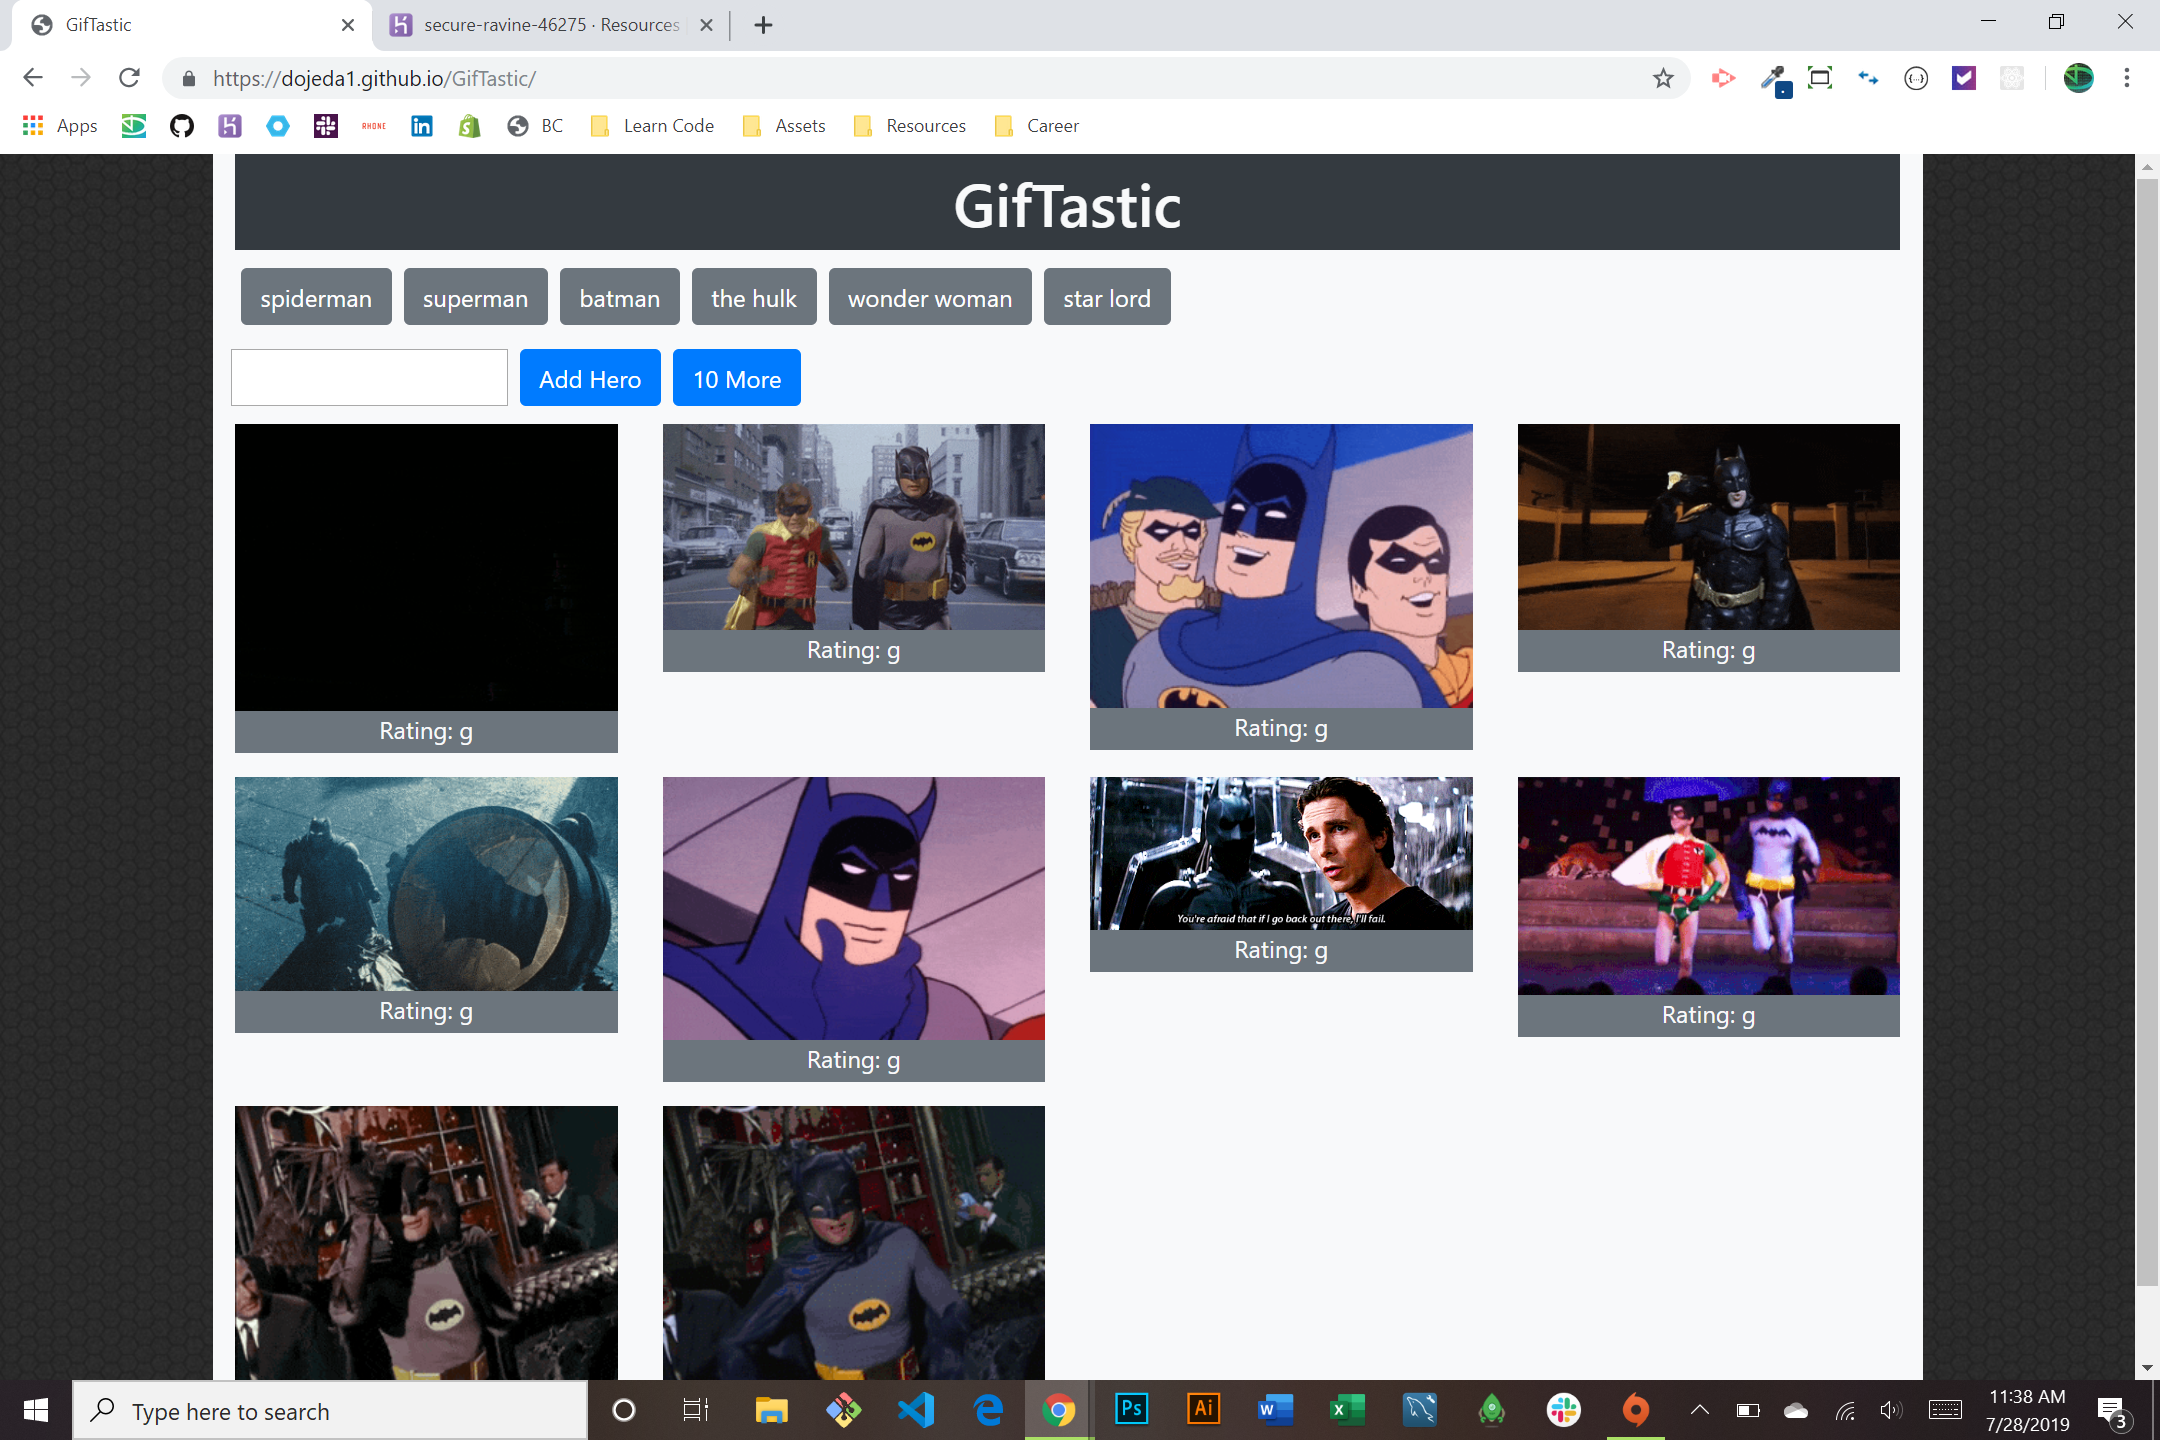 GifTastic
secure-ravine-46275 · Resources
https://dojeda1.github.io/GifTastic/
Apps
RHONE
BC
Learn Code
Assets
Resources
Career
GifTastic
spiderman
superman
batman
the hulk
wonder woman
star lord
Add Hero
10 More
Rating: g
Rating: g
Rating: g
Rating: g
You're afraid that if I go back out there, I'll fail.
Rating: g
Rating: g
Rating: g
Rating: g
Type here to search
Ps
Ai
11:38 AM
7/28/2019
3